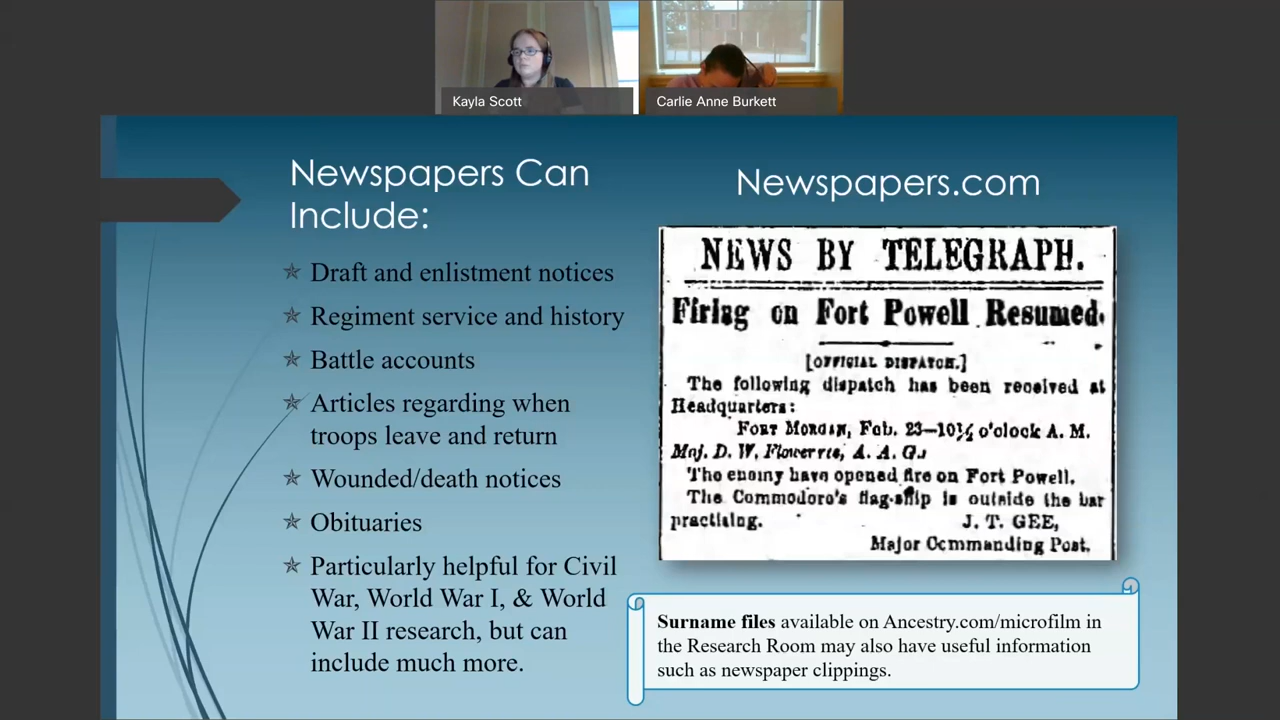 Kayla Scott
Carlie Anne Burkett
Newspapers Can
Include:
Draft and enlistment notices
Regiment service and history
Battle accounts
Articles regarding when
troops leave and return
Wounded/death notices
Obituaries
Particularly helpful for Civil
War, World War I, & World
War II research, but can
include much more.
Newspapers.com
NEWS BY TELEGRAPH.
Firing on Fort Powell Resumed.
[OFFICIAL DISPATCH.]
The following dispatch has been received at
Headquarters:
FORT MORGAN, Feb. 23—10½ o'clock A. M.
Maj. D. W. Flowerree, A. A. G.:
The enemy have opened fire on Fort Powell.
The Commodore's flag-ship is outside the bar
practising.
J. T. GEE,
Major Commanding Post.
Surname files available on Ancestry.com/microfilm in
the Research Room may also have useful information
such as newspaper clippings.